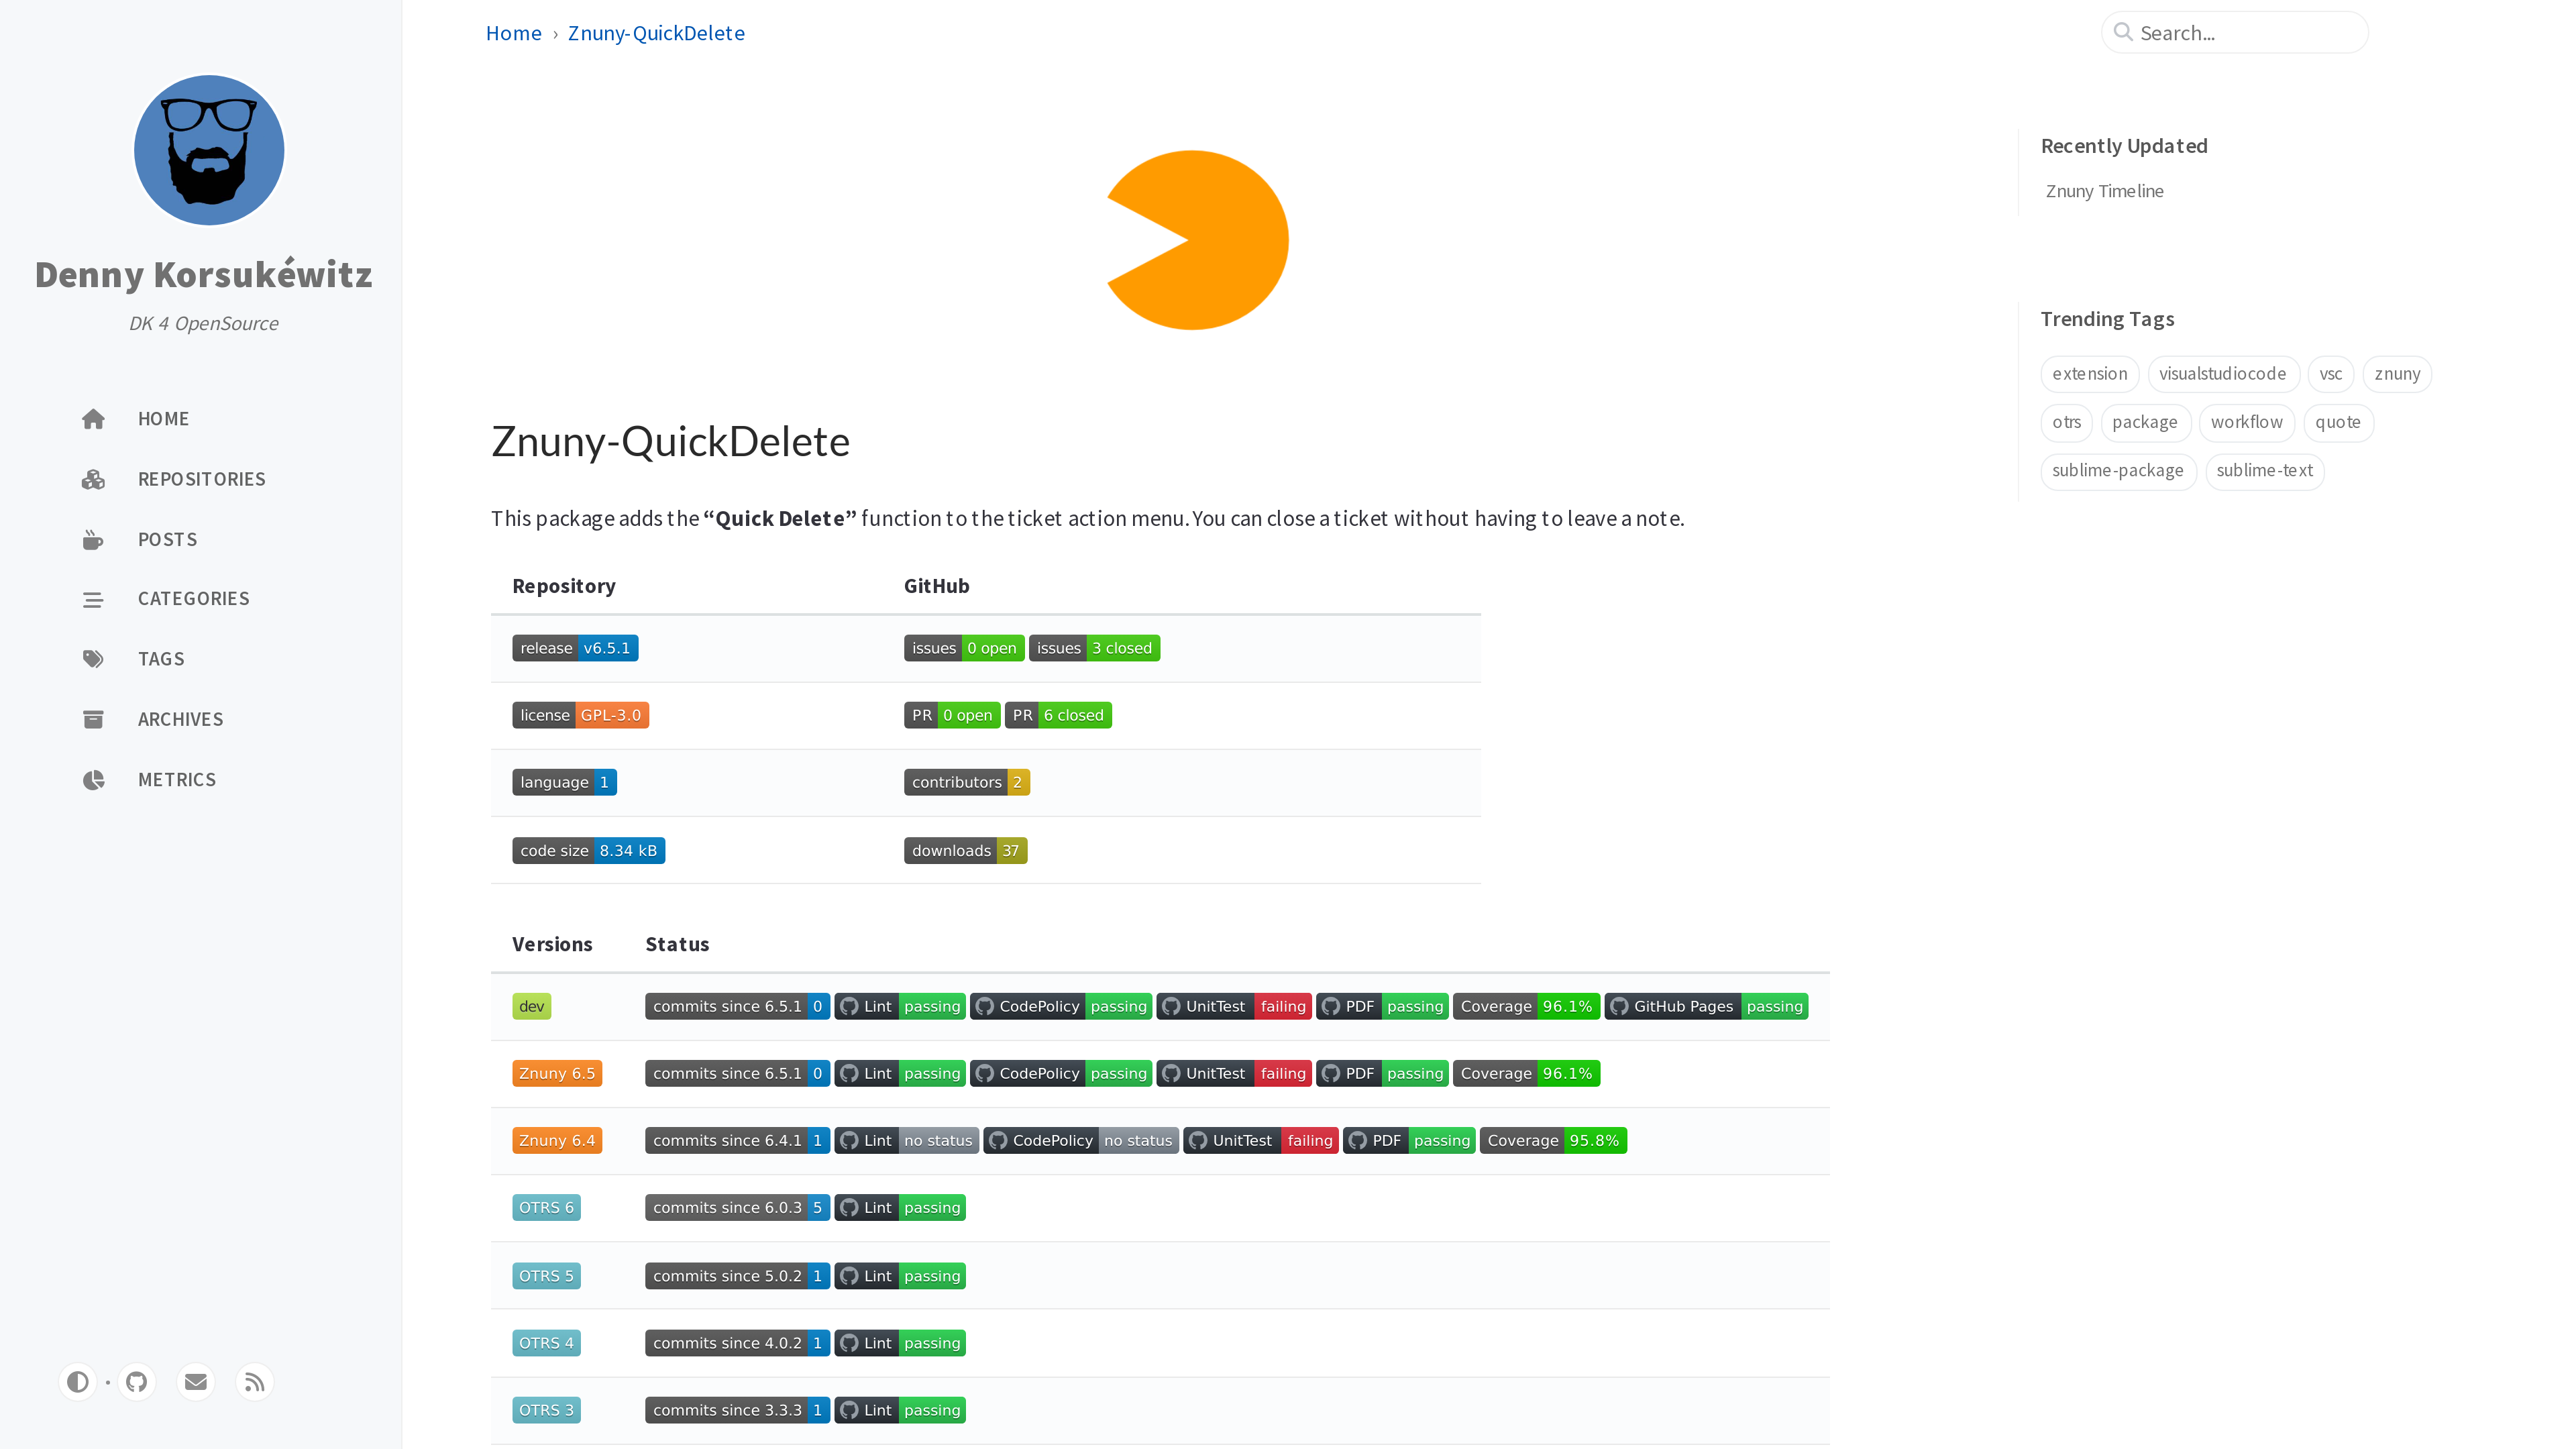 Denny Korsukéwitz
DK 4 OpenSource
HOME
REPOSITORIES
POSTS
CATEGORIES
TAGS
ARCHIVES
METRICS
Home › Znuny-QuickDelete
Search...
Znuny-QuickDelete
This package adds the “Quick Delete” function to the ticket action menu. You can close a ticket without having to leave a note.
Repository GitHub
release v6.5.1 issues 0 open issues 3 closed
license GPL-3.0 PR 0 open PR 6 closed
language 1 contributors 2
code size 8.34 kB downloads 37
Versions Status
dev commits since 6.5.1 0 Lint passing CodePolicy passing UnitTest failing PDF passing Coverage 96.1% GitHub Pages passing
Znuny 6.5 commits since 6.5.1 0 Lint passing CodePolicy passing UnitTest failing PDF passing Coverage 96.1%
Znuny 6.4 commits since 6.4.1 1 Lint no status CodePolicy no status UnitTest failing PDF passing Coverage 95.8%
OTRS 6 commits since 6.0.3 5 Lint passing
OTRS 5 commits since 5.0.2 1 Lint passing
OTRS 4 commits since 4.0.2 1 Lint passing
OTRS 3 commits since 3.3.3 1 Lint passing
Recently Updated
Znuny Timeline
Trending Tags
extension visualstudiocode vsc znuny
otrs package workflow quote
sublime-package sublime-text